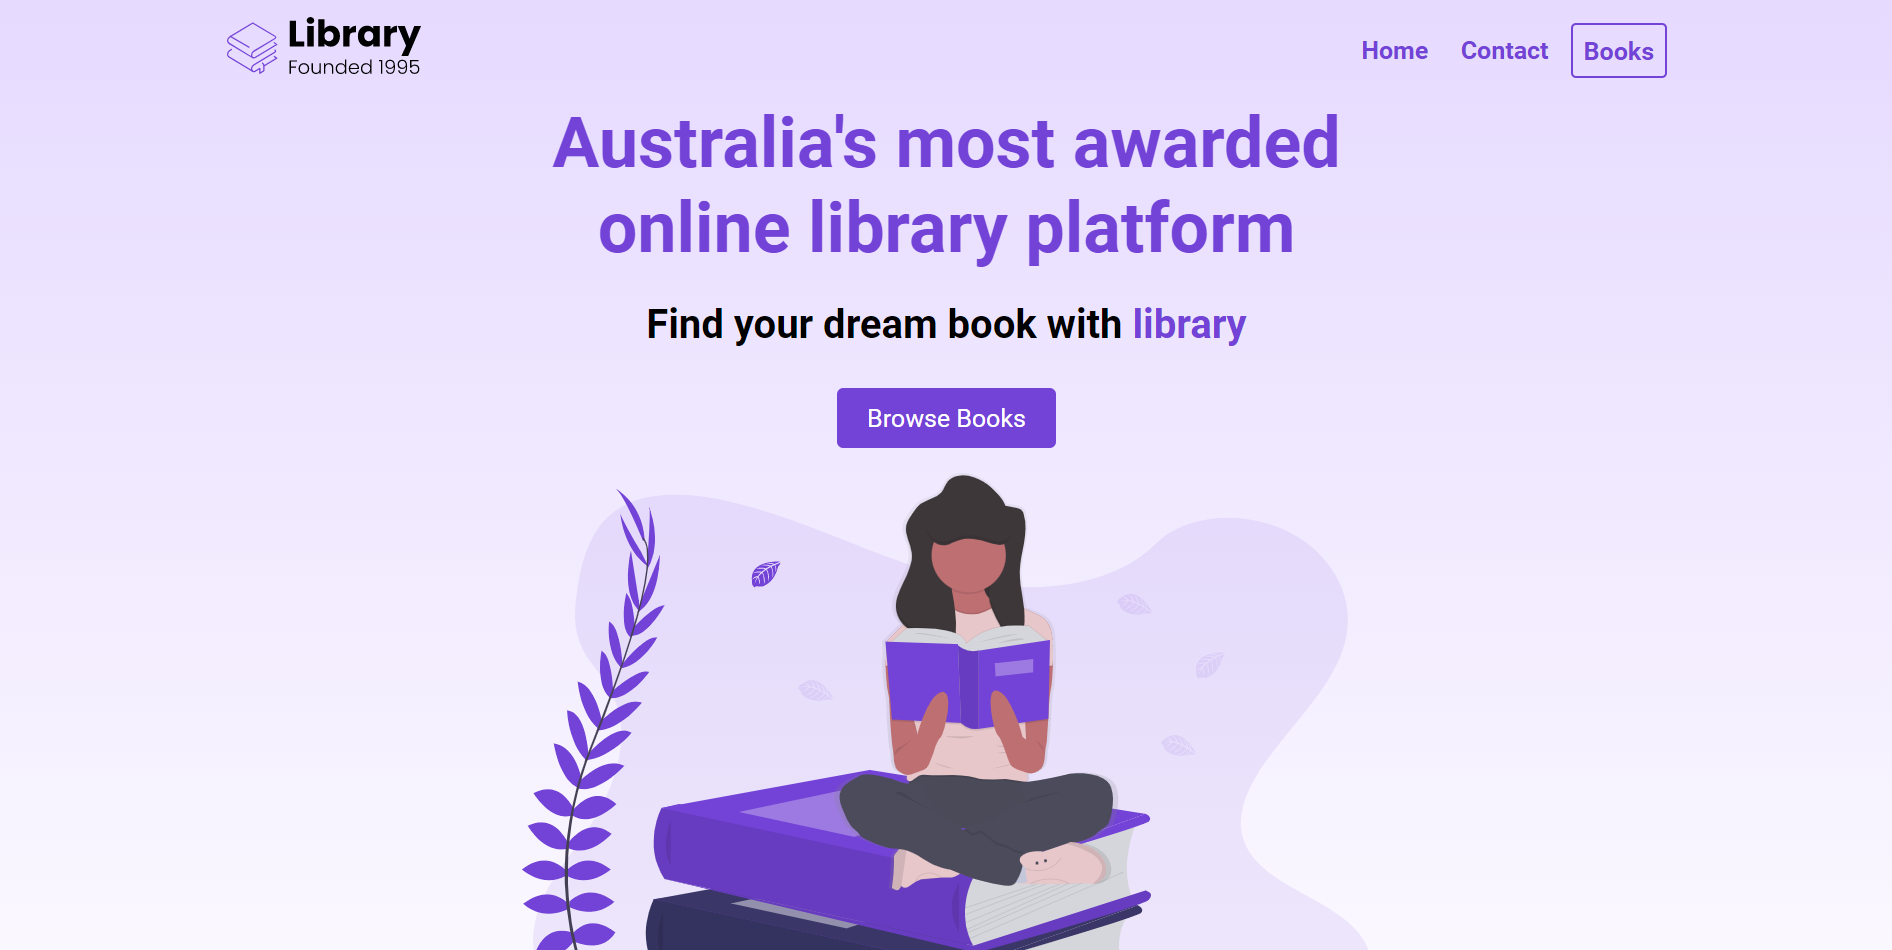 Library
Founded 1995
Home
Contact
Books
Australia's most awarded
online library platform
Find your dream book with library
Browse Books